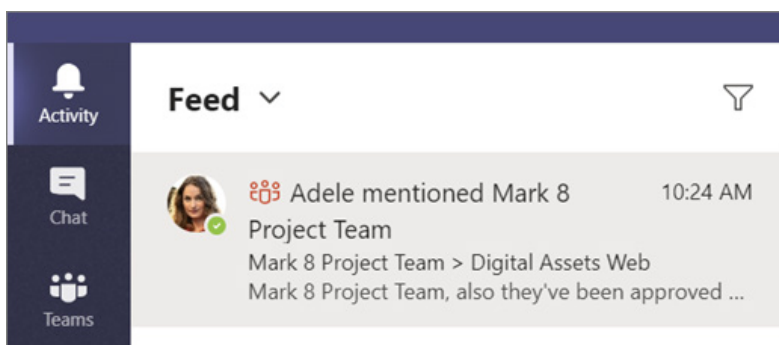 Activity
Chat
Teams
Feed
Adele mentioned Mark 8 10:24 AM
Project Team
Mark 8 Project Team > Digital Assets Web
Mark 8 Project Team, also they've been approved ...